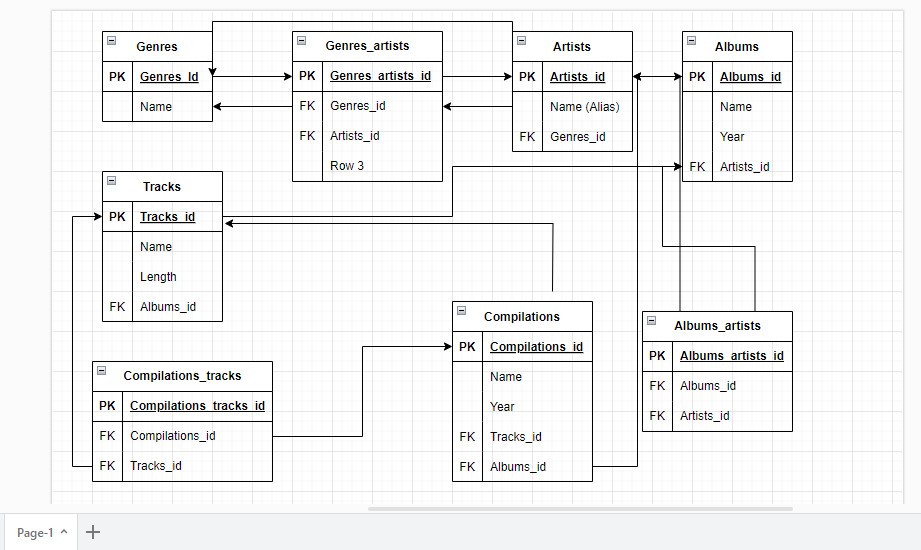 Genres
PK Genres_Id
Name
Genres_artists
PK Genres_artists_id
FK Genres_id
FK Artists_id
Row 3
Artists
PK Artists_id
Name (Alias)
FK Genres_id
Albums
PK Albums_id
Name
Year
FK Artists_id
Tracks
PK Tracks_id
Name
Length
FK Albums_id
Compilations
PK Compilations_id
Name
Year
FK Tracks_id
FK Albums_id
Albums_artists
PK Albums_artists_id
FK Albums_id
FK Artists_id
Compilations_tracks
PK Compilations_tracks_id
FK Compilations_id
FK Tracks_id
Page-1